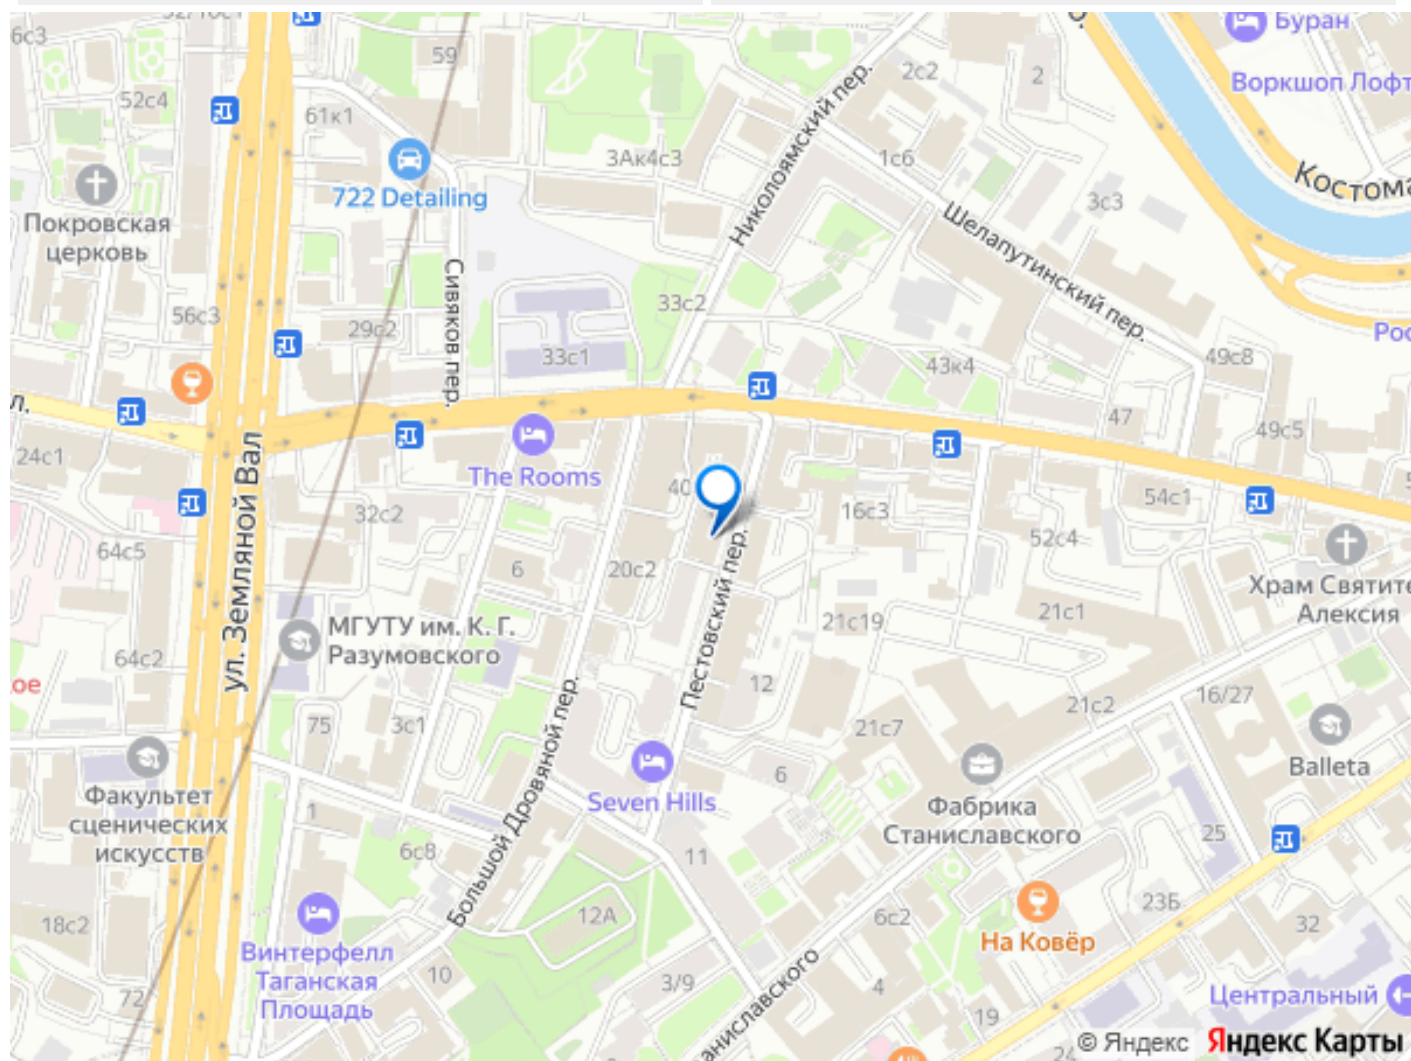 52/16с1
6с3
59
2с2
2
Буран
Воркшоп Лофт
52с4
61к1
3Ак4с3
1с6
Николоямский пер.
722 Detailing
Костома
3с3
Покровская
церковь
Шелапутинский пер.
Сивяков пер.
56с3
29с2
33с2
33с1
Рос
49с8
43к4
47
49с5
л.
24с1
ул. Земляной Вал
The Rooms
40
32с2
16с3
54с1
52с4
64с5
6
20с2
Пестовский пер.
Храм Святите
Алексия
21с19
21с1
МГУТУ им. К. Г.
Разумовского
64с2
ое
12
16/27
21с2
75
3с1
21с7
Большой Дровяной пер.
6
Balleta
Факультет
сценических
искусств
Seven Hills
Фабрика
Станиславского
1
25
6с8
11
18с2
12А
6с2
23Б
32
На Ковёр
Винтерфелл
Таганская
Площадь
10
3/9
аниславского
4
72
Центральный
19
24
© Яндекс
Яндекс Карты